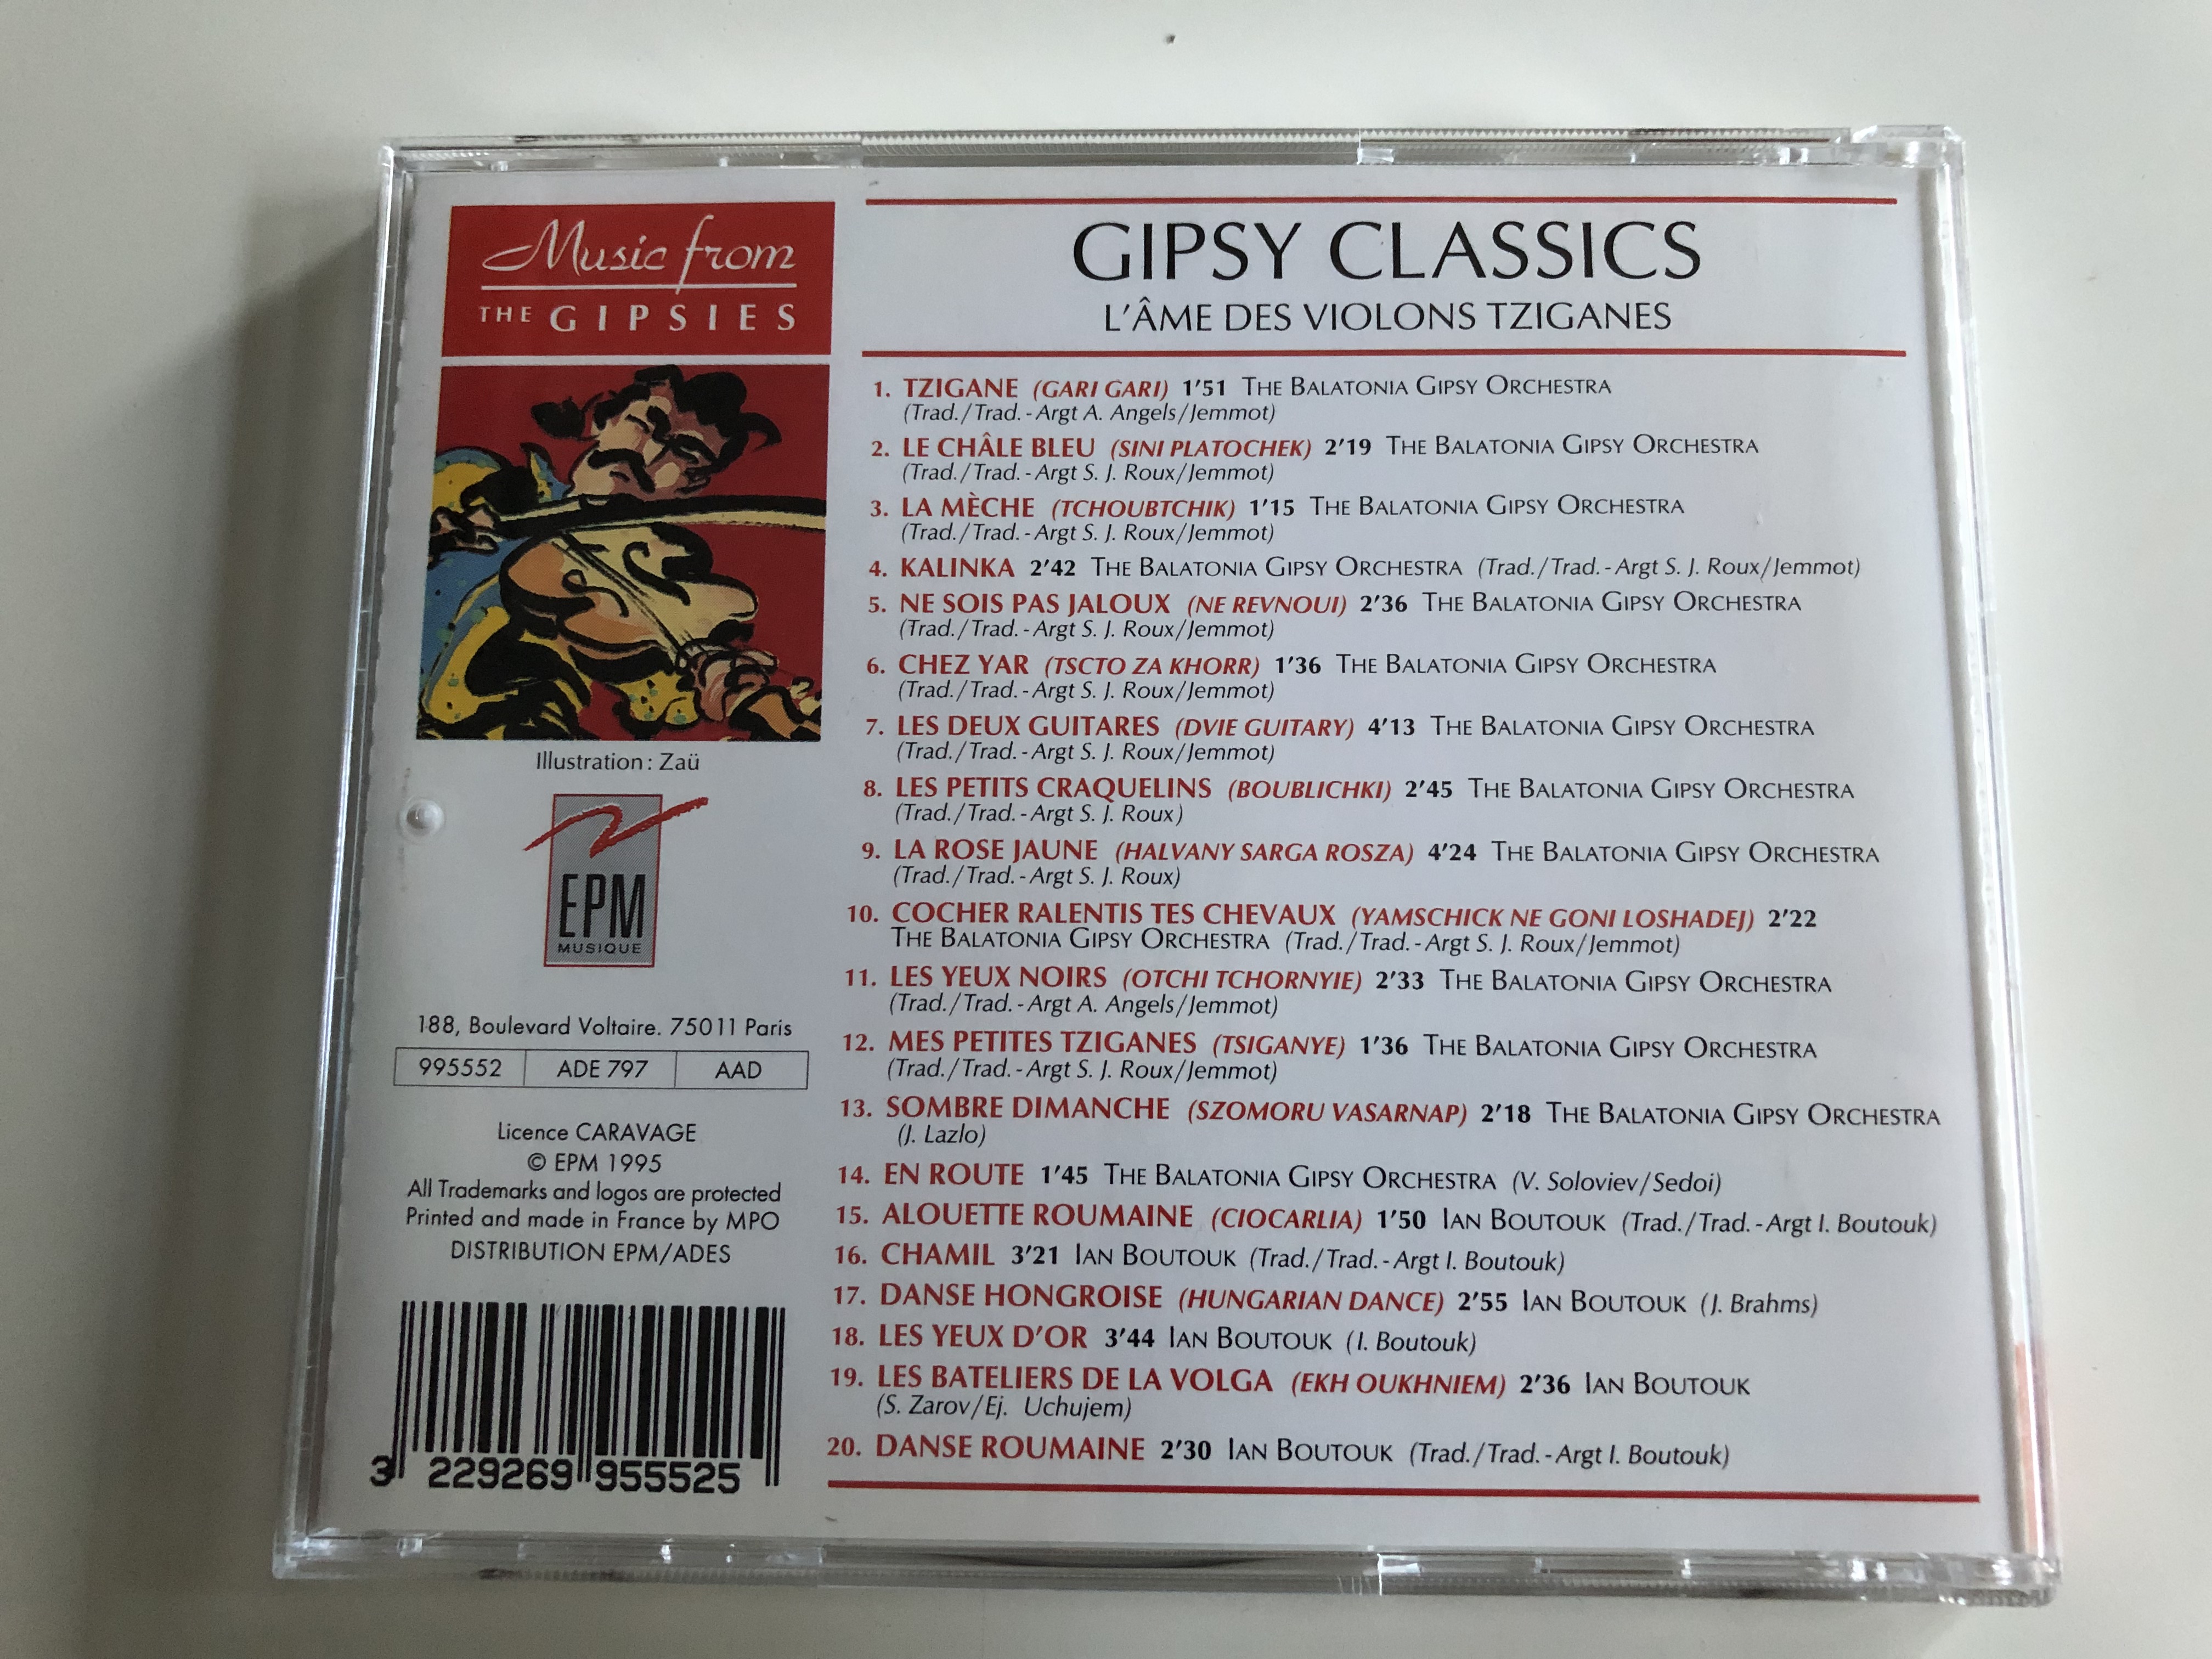 Music from
THE GIPSIES
Illustration : Zaü
EPM
MUSIQUE
188, Boulevard Voltaire. 75011 Paris
995552 ADE 797 AAD
Licence CARAVAGE
© EPM 1995
All Trademarks and logos are protected
Printed and made in France by MPO
DISTRIBUTION EPM/ADES
3 229269 955525
GIPSY CLASSICS
L'ÂME DES VIOLONS TZIGANES
1. TZIGANE (GARI GARI) 1'51 THE BALATONIA GIPSY ORCHESTRA
(Trad./Trad.-Argt A. Angels/Jemmot)
2. LE CHÂLE BLEU (SINI PLATOCHEK) 2'19 THE BALATONIA GIPSY ORCHESTRA
(Trad./Trad.-Argt S. J. Roux/Jemmot)
3. LA MÈCHE (TCHOUBTCHIK) 1'15 THE BALATONIA GIPSY ORCHESTRA
(Trad./Trad.-Argt S. J. Roux/Jemmot)
4. KALINKA 2'42 THE BALATONIA GIPSY ORCHESTRA (Trad./Trad.-Argt S. J. Roux/Jemmot)
5. NE SOIS PAS JALOUX (NE REVNOUI) 2'36 THE BALATONIA GIPSY ORCHESTRA
(Trad./Trad.-Argt S. J. Roux/Jemmot)
6. CHEZ YAR (TSCTO ZA KHORR) 1'36 THE BALATONIA GIPSY ORCHESTRA
(Trad./Trad.-Argt S. J. Roux/Jemmot)
7. LES DEUX GUITARES (DVIE GUITARY) 4'13 THE BALATONIA GIPSY ORCHESTRA
(Trad./Trad.-Argt S. J. Roux/Jemmot)
8. LES PETITS CRAQUELINS (BOUBLICHKI) 2'45 THE BALATONIA GIPSY ORCHESTRA
(Trad./Trad.-Argt S. J. Roux)
9. LA ROSE JAUNE (HALVANY SARGA ROSZA) 4'24 THE BALATONIA GIPSY ORCHESTRA
(Trad./Trad.-Argt S. J. Roux)
10. COCHER RALENTIS TES CHEVAUX (YAMSCHICK NE GONI LOSHADEJ) 2'22
THE BALATONIA GIPSY ORCHESTRA (Trad./Trad.-Argt S. J. Roux/Jemmot)
11. LES YEUX NOIRS (OTCHI TCHORNYIE) 2'33 THE BALATONIA GIPSY ORCHESTRA
(Trad./Trad.-Argt A. Angels/Jemmot)
12. MES PETITES TZIGANES (TSIGANYE) 1'36 THE BALATONIA GIPSY ORCHESTRA
(Trad./Trad.-Argt S. J. Roux/Jemmot)
13. SOMBRE DIMANCHE (SZOMORU VASARNAP) 2'18 THE BALATONIA GIPSY ORCHESTRA
(J. Lazlo)
14. EN ROUTE 1'45 THE BALATONIA GIPSY ORCHESTRA (V. Soloviev/Sedoi)
15. ALOUETTE ROUMAINE (CIOCARLIA) 1'50 IAN BOUTOUK (Trad./Trad.-Argt I. Boutouk)
16. CHAMIL 3'21 IAN BOUTOUK (Trad./Trad.-Argt I. Boutouk)
17. DANSE HONGROISE (HUNGARIAN DANCE) 2'55 IAN BOUTOUK (J. Brahms)
18. LES YEUX D'OR 3'44 IAN BOUTOUK (I. Boutouk)
19. LES BATELIERS DE LA VOLGA (EKH OUKHNIEM) 2'36 IAN BOUTOUK
(S. Zarov/Ej. Uchujem)
20. DANSE ROUMAINE 2'30 IAN BOUTOUK (Trad./Trad.-Argt I. Boutouk)